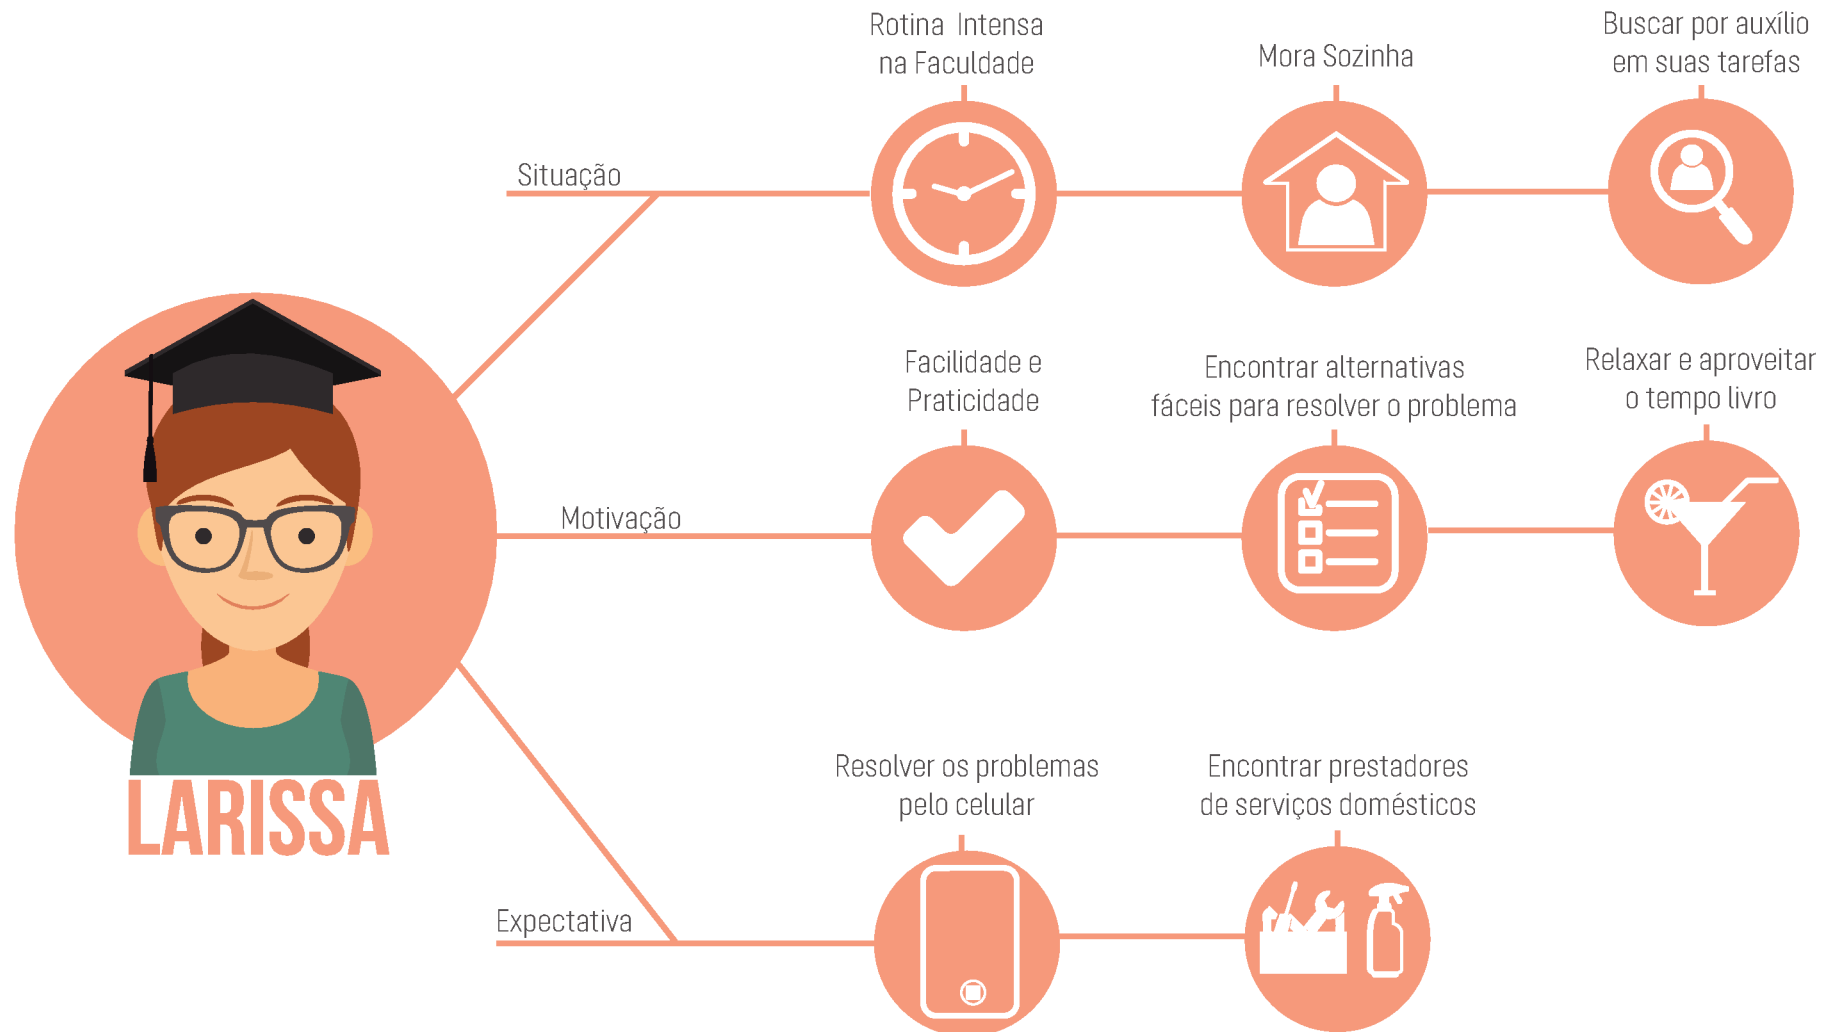 Situação
Rotina Intensa
na Faculdade
Mora Sozinha
Buscar por auxílio
em suas tarefas
Motivação
Facilidade e
Praticidade
Encontrar alternativas
fáceis para resolver o problema
Relaxar e aproveitar
o tempo livro
LARISSA
Expectativa
Resolver os problemas
pelo celular
Encontrar prestadores
de serviços domésticos